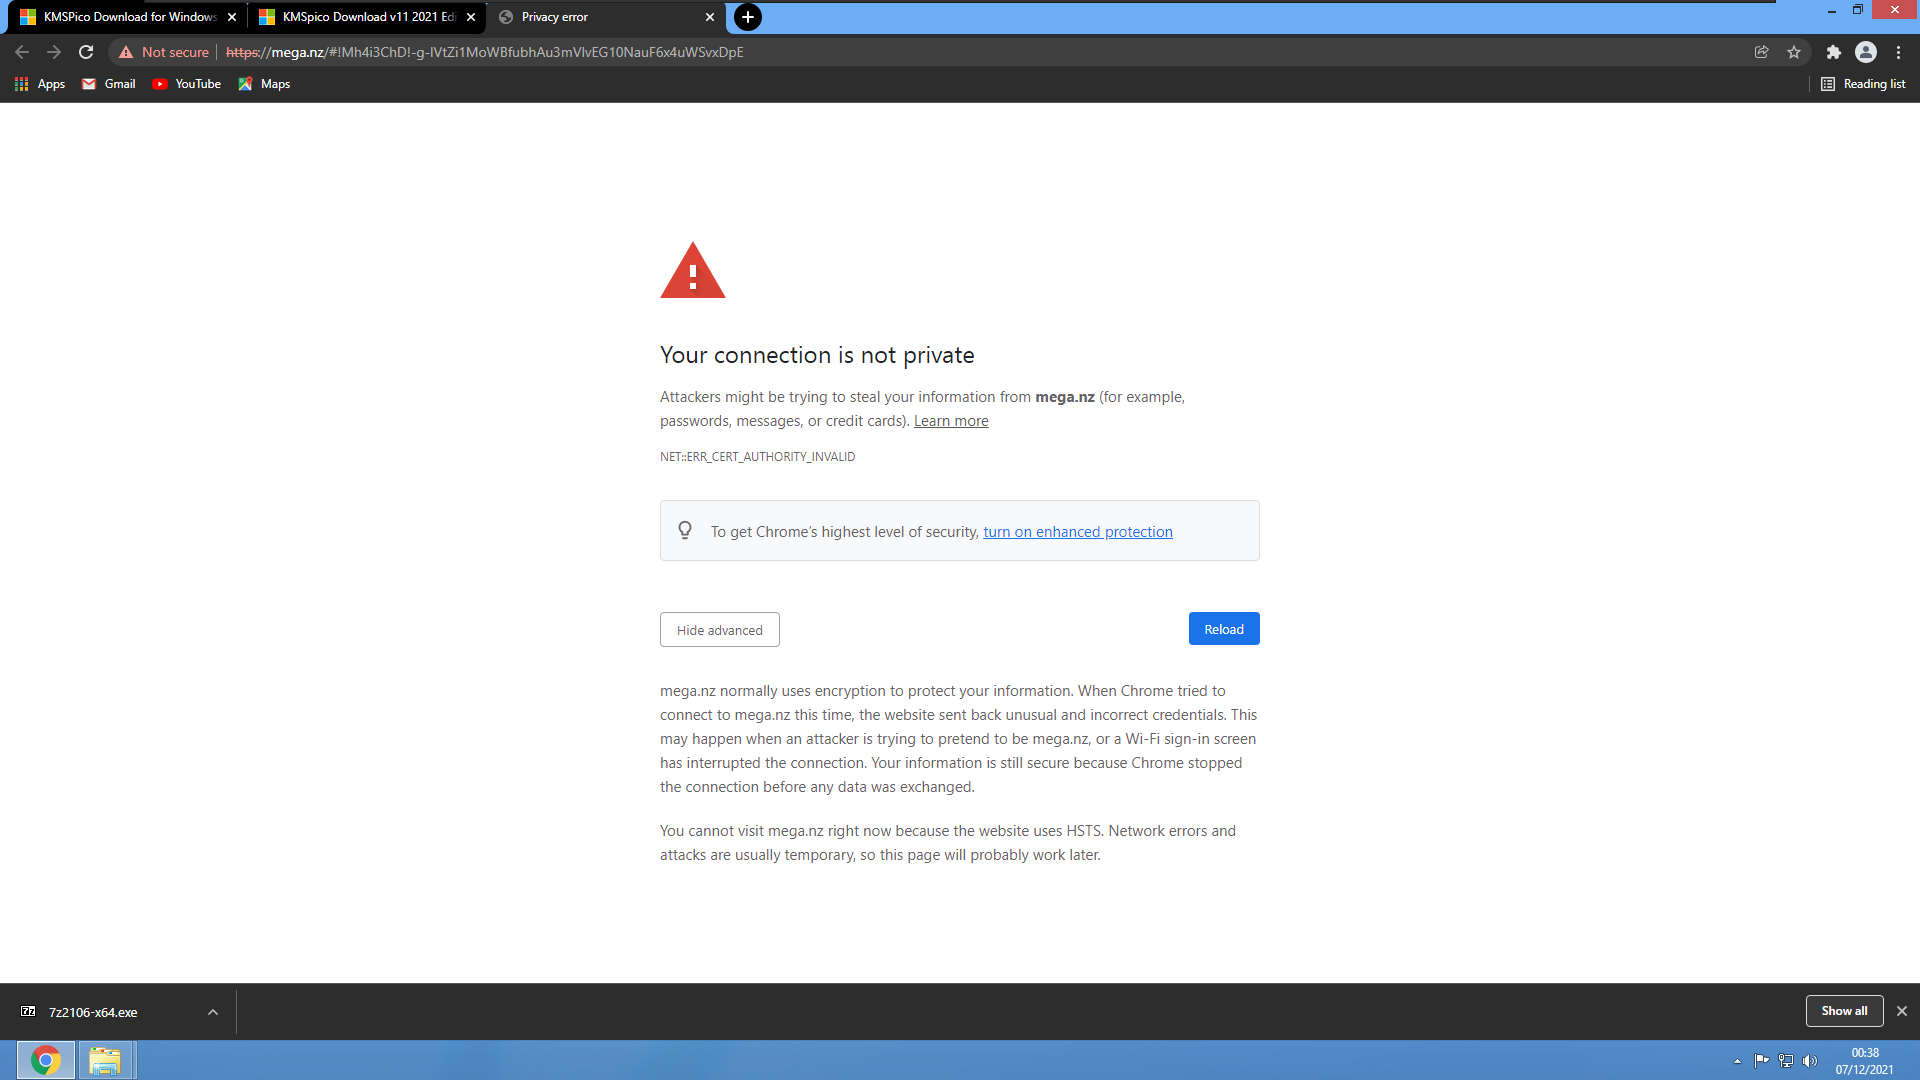 KMSPico Download for Windows
KMSpico Download v11 2021 Edi
Privacy error
Not secure
https://mega.nz/#!Mh4i3ChD!-g-IVtZi1MoWBfubhAu3mVIvEG10NauF6x4uWSvxDpE
Apps
Gmail
YouTube
Maps
Reading list
Your connection is not private
Attackers might be trying to steal your information from mega.nz (for example,
passwords, messages, or credit cards). Learn more
NET::ERR_CERT_AUTHORITY_INVALID
To get Chrome's highest level of security, turn on enhanced protection
Hide advanced
Reload
mega.nz normally uses encryption to protect your information. When Chrome tried to
connect to mega.nz this time, the website sent back unusual and incorrect credentials. This
may happen when an attacker is trying to pretend to be mega.nz, or a Wi-Fi sign-in screen
has interrupted the connection. Your information is still secure because Chrome stopped
the connection before any data was exchanged.
You cannot visit mega.nz right now because the website uses HSTS. Network errors and
attacks are usually temporary, so this page will probably work later.
7z
7z2106-x64.exe
Show all
00:38
07/12/2021